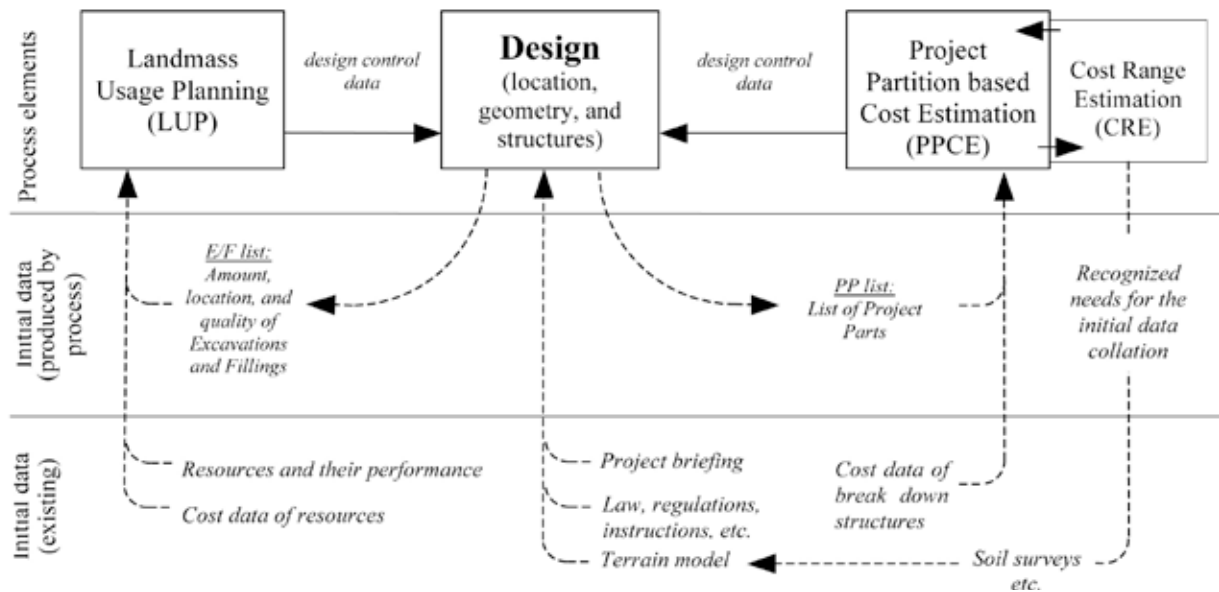 Process elements
Landmass
Usage Planning
(LUP)
design control
data
Design
(location,
geometry, and
structures)
design control
data
Project
Partition based
Cost Estimation
(PPCE)
Cost Range
Estimation
(CRE)
Initial data
(produced by
process)
E/F list:
Amount,
location, and
quality of
Excavations
and Fillings
PP list:
List of Project
Parts
Recognized
needs for the
initial data
collation
Initial data
(existing)
Resources and their performance
Cost data of resources
Project briefing
Law, regulations,
instructions, etc.
Terrain model
Cost data of
break down
structures
Soil surveys
etc.